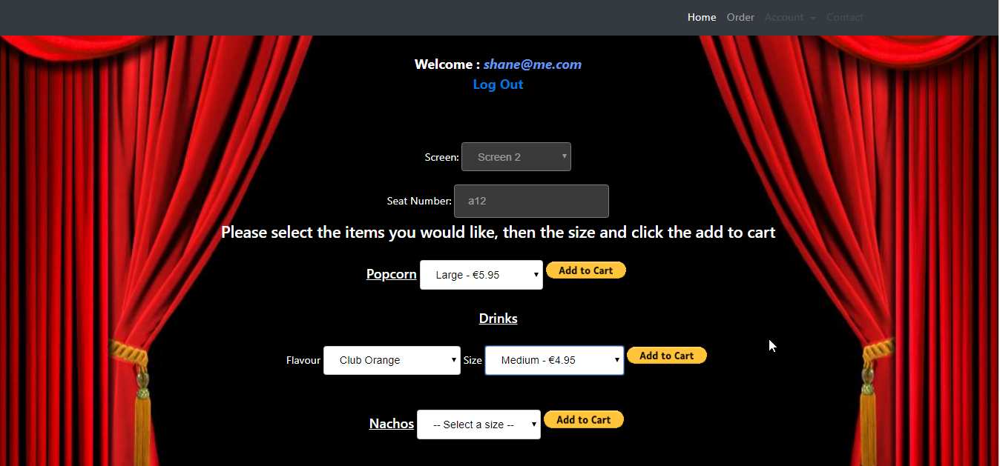 Home Order Account Contact
Welcome : shane@me.com
Log Out
Screen: Screen 2
Seat Number: a12
Please select the items you would like, then the size and click the add to cart
Popcorn Large - €5.95 Add to Cart
Drinks
Flavour Club Orange Size Medium - €4.95 Add to Cart
Nachos -- Select a size -- Add to Cart